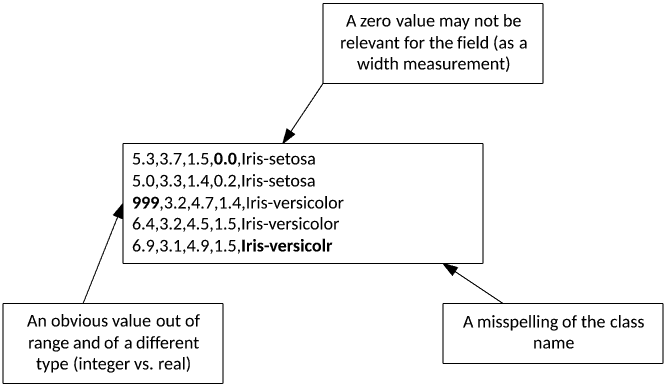 A zero value may not be
relevant for the field (as a
width measurement)
5.3,3.7,1.5,0.0,Iris-setosa
5.0,3.3,1.4,0.2,Iris-setosa
999,3.2,4.7,1.4,Iris-versicolor
6.4,3.2,4.5,1.5,Iris-versicolor
6.9,3.1,4.9,1.5,Iris-versicolr
An obvious value out of
range and of a different
type (integer vs. real)
A misspelling of the class
name